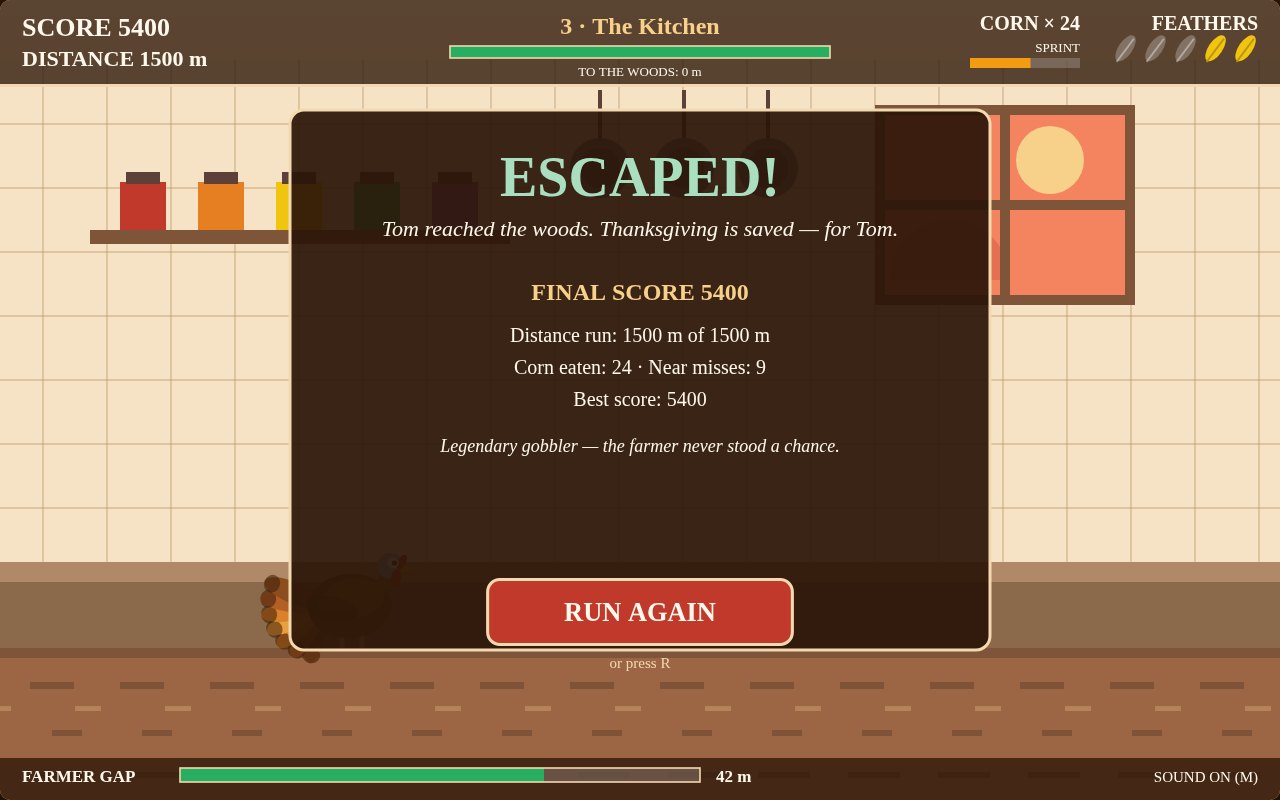 SCORE 5400
DISTANCE 1500 m
3 · The Kitchen
TO THE WOODS: 0 m
CORN × 24
SPRINT
FEATHERS
ESCAPED!
Tom reached the woods. Thanksgiving is saved — for Tom.
FINAL SCORE 5400
Distance run: 1500 m of 1500 m
Corn eaten: 24 · Near misses: 9
Best score: 5400
Legendary gobbler — the farmer never stood a chance.
RUN AGAIN
or press R
FARMER GAP
42 m
SOUND ON (M)